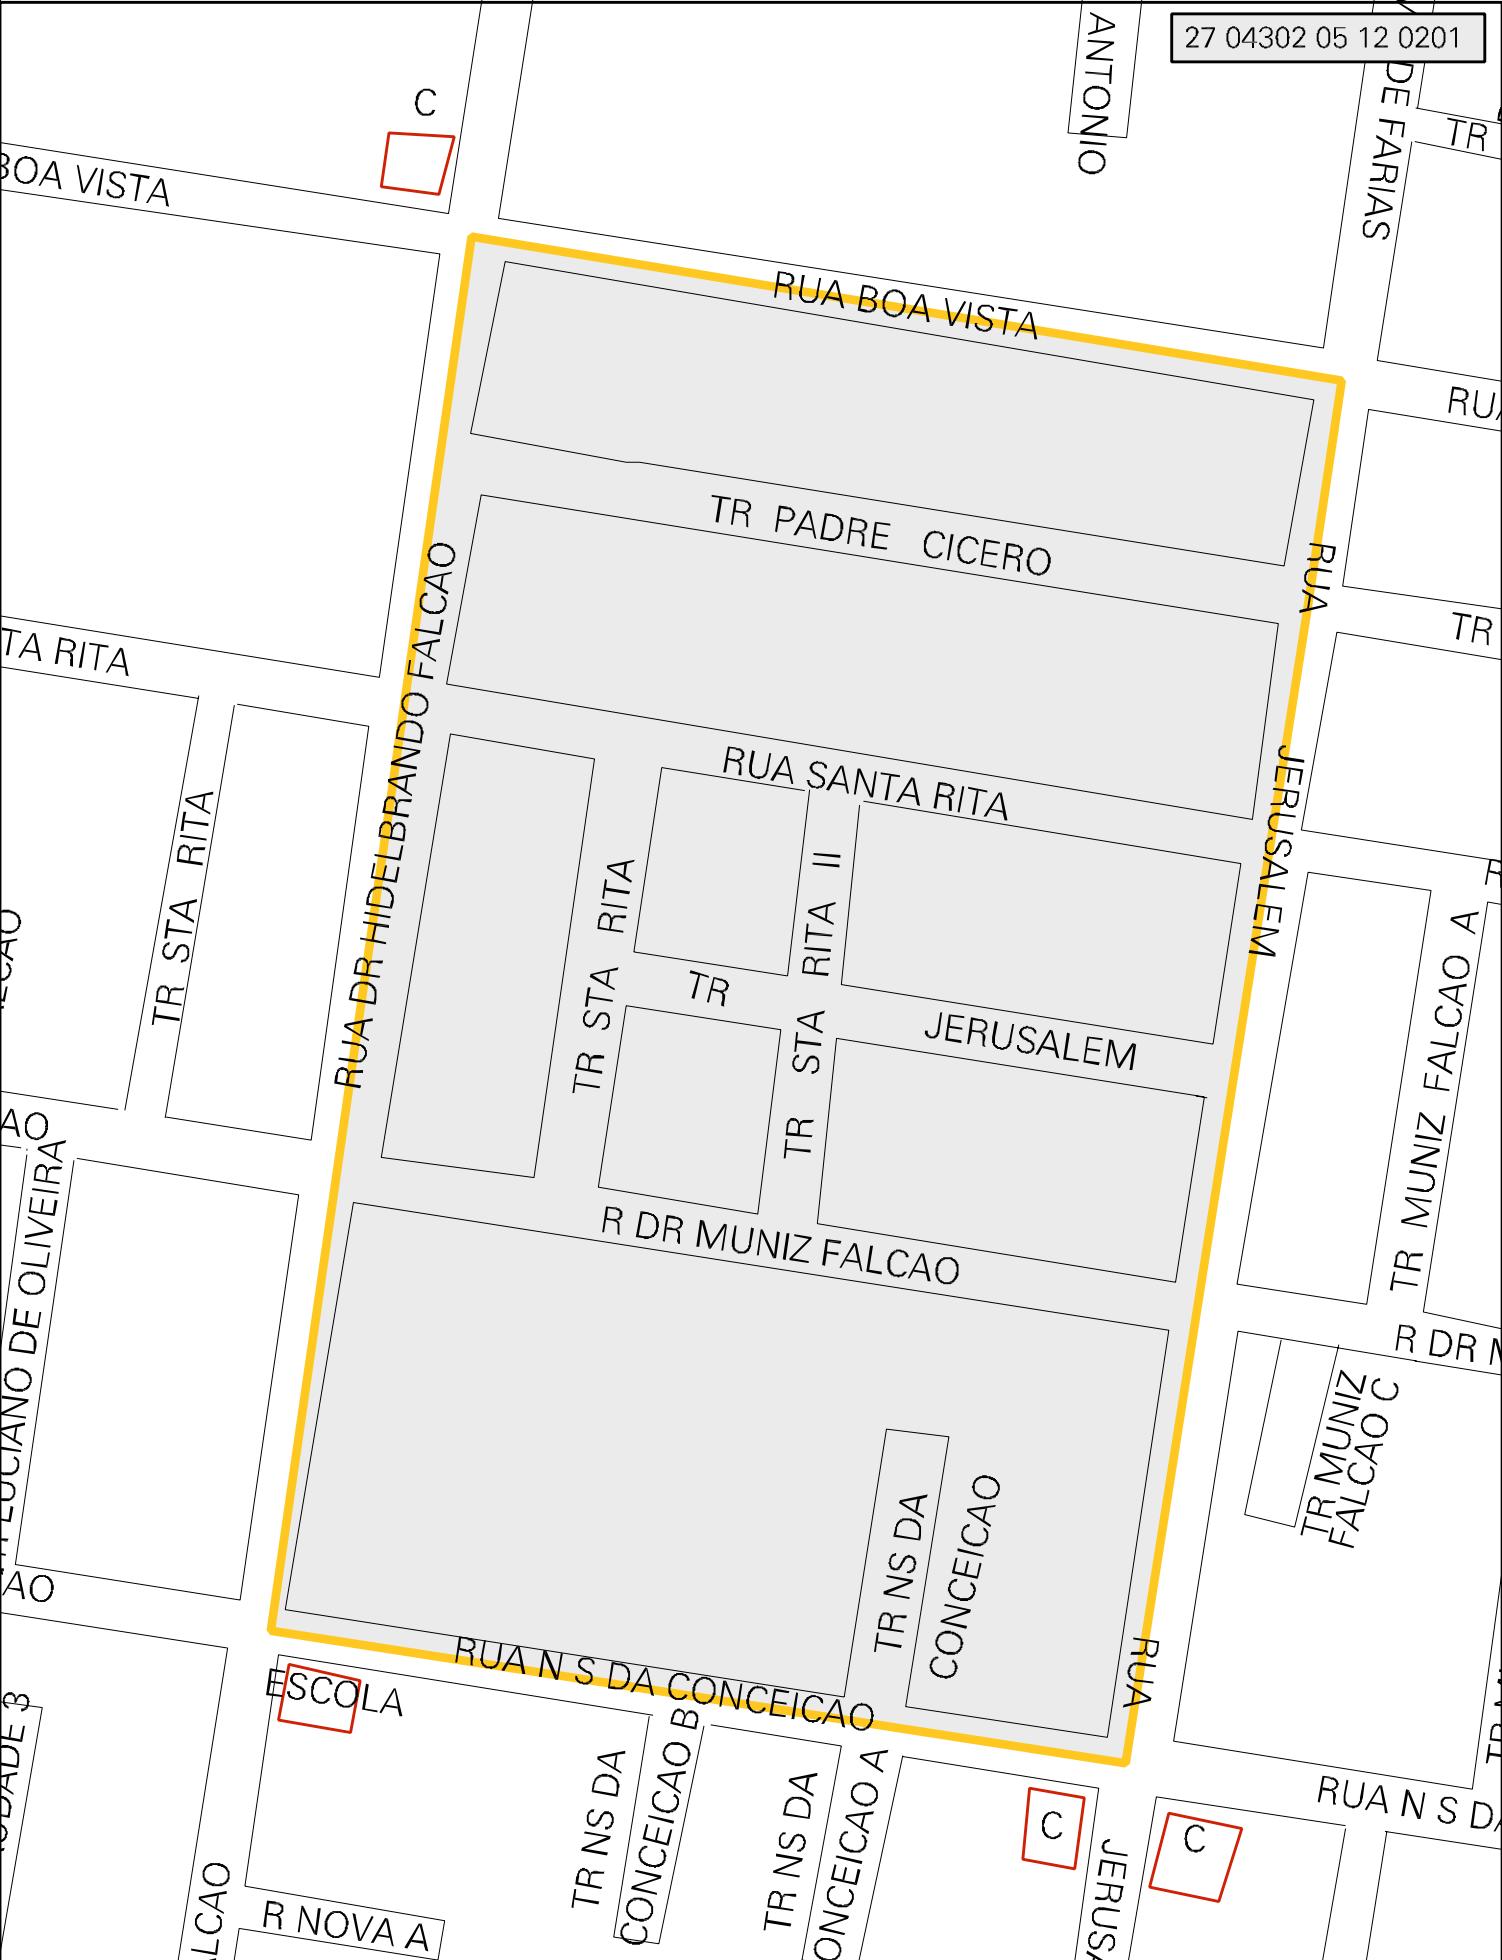 27 04302 05 12 0201
ANTONIO
DE FARIAS
TR
C
BOA VISTA
RUA BOA VISTA
RUA
TR PADRE CICERO
RUA
TR
TA RITA
RUA DR HIDELBRANDO FALCAO
RUA SANTA RITA
JERUSALEM
TR STA RITA
TR STA RITA
TR STA RITA II
TR JERUSALEM
TR MUNIZ FALCAO A
R
AO
LUCIANO DE OLIVEIRA
R DR MUNIZ FALCAO
R DR M
TR MUNIZ
FALCAO C
TR NS DA
CONCEICAO
AO
RUA N S DA CONCEICAO
RUA
ESCOLA
DADE 3
TR NS DA
CONCEICAO B
TR NS DA
ONCEICAO A
C
C
RUA N S DA
JERUSA
LCAO
R NOVA A